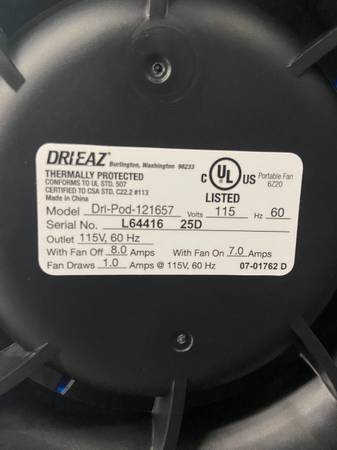 DRIEAZ
Burlington, Washington 98233
THERMALLY PROTECTED
CONFORMS TO UL STD. 507
CERTIFIED TO CSA STD. C22.2 #113
Made in China
C UL US
LISTED
Portable Fan
6Z20
Model Dri-Pod-121657 Volts 115 Hz 60
Serial No. L64416 25D
Outlet 115V, 60 Hz
With Fan Off 8.0 Amps With Fan On 7.0 Amps
Fan Draws 1.0 Amps @ 115V, 60 Hz 07-01762 D